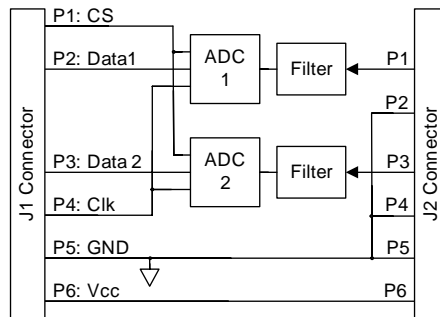 P1: CS
P2: Data1
ADC 1
Filter
P1
P2
P3: Data 2
ADC 2
Filter
P3
P4: Clk
P4
P5: GND
P5
P6: Vcc
P6
J1 Connector
J2 Connector